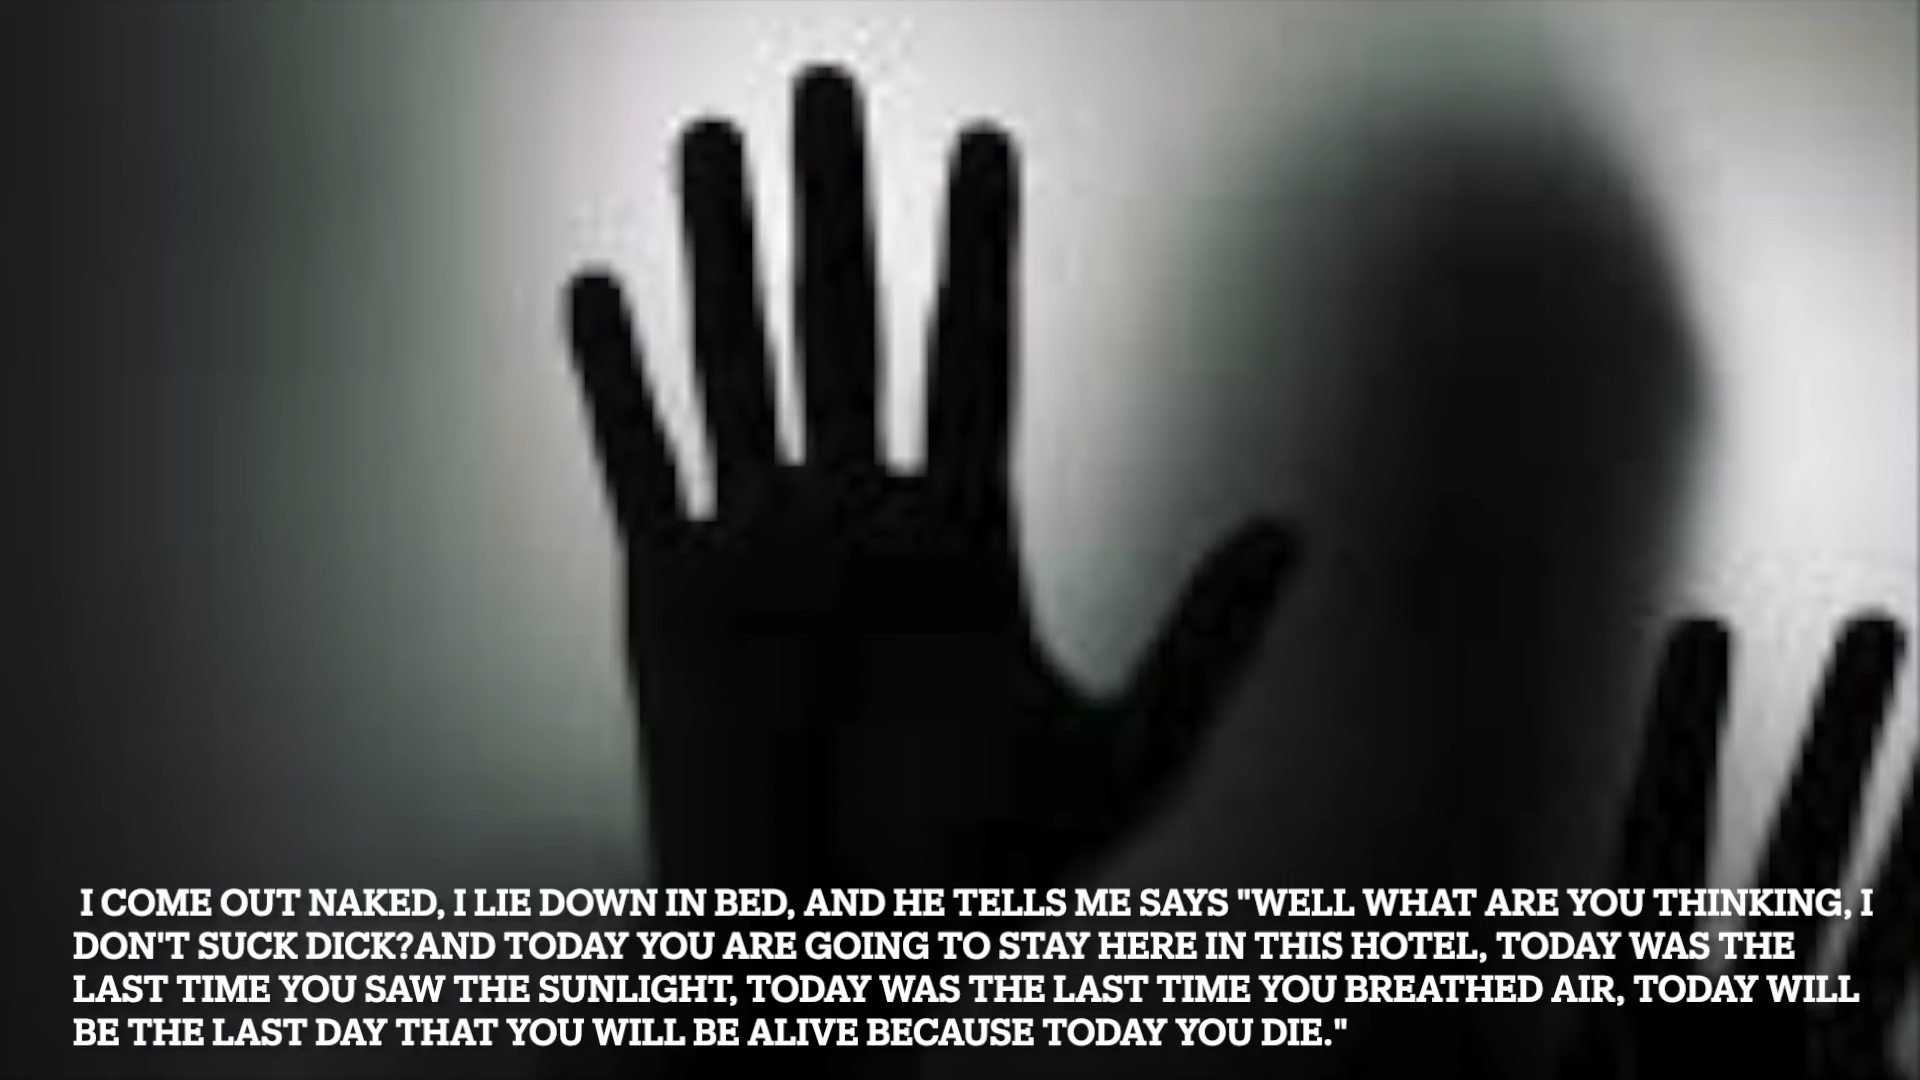 I COME OUT NAKED, I LIE DOWN IN BED, AND HE TELLS ME SAYS "WELL WHAT ARE YOU THINKING, I
DON'T SUCK DICK?AND TODAY YOU ARE GOING TO STAY HERE IN THIS HOTEL, TODAY WAS THE
LAST TIME YOU SAW THE SUNLIGHT, TODAY WAS THE LAST TIME YOU BREATHED AIR, TODAY WILL
BE THE LAST DAY THAT YOU WILL BE ALIVE BECAUSE TODAY YOU DIE."